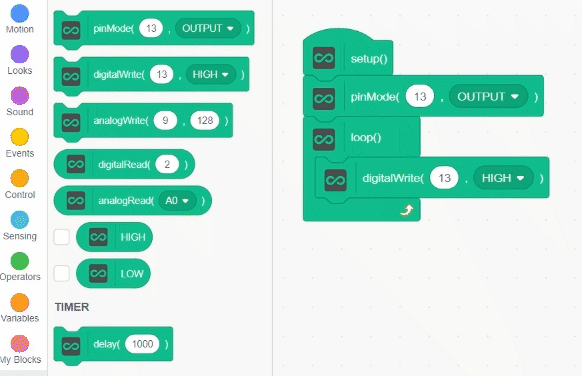 Motion
Looks
Sound
Events
Control
Sensing
Operators
Variables
My Blocks
pinMode( 13 , OUTPUT )
digitalWrite( 13 , HIGH )
analogWrite( 9 , 128 )
digitalRead( 2 )
analogRead( A0 )
HIGH
LOW
TIMER
delay( 1000 )
setup()
pinMode( 13 , OUTPUT )
loop()
digitalWrite( 13 , HIGH )